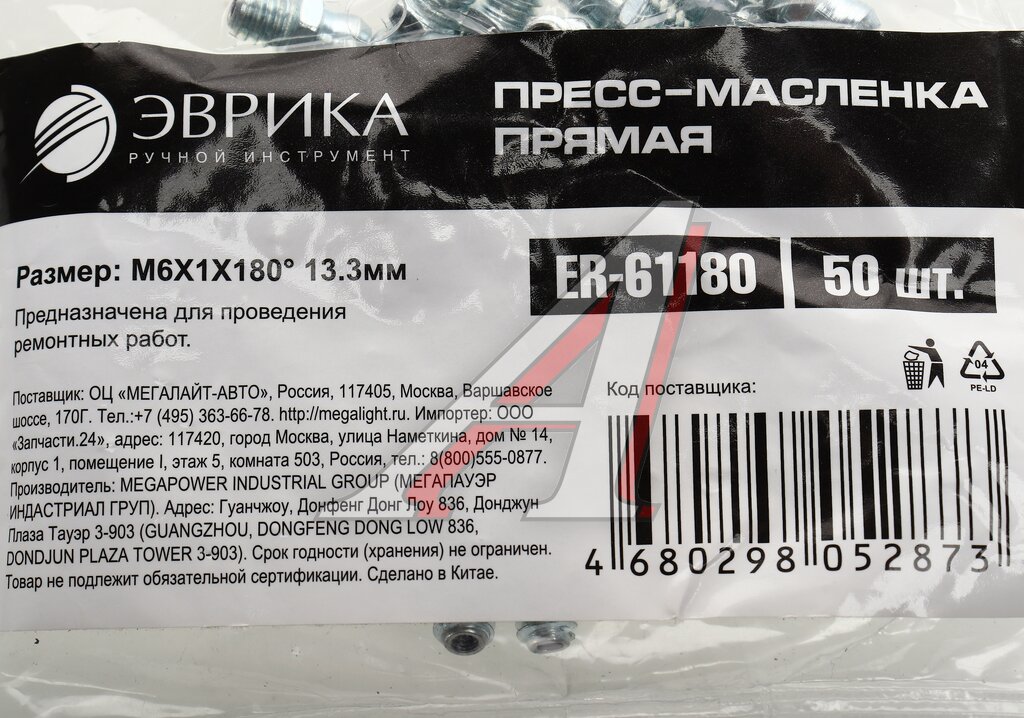 ЭВРИКА
РУЧНОЙ ИНСТРУМЕНТ
ПРЕСС-МАСЛЕНКА
ПРЯМАЯ
Размер: М6Х1Х180° 13.3мм
ER-61180
50 шт.
Предназначена для проведения
ремонтных работ.
04
PE-LD
Поставщик: ОЦ «МЕГАЛАЙТ-АВТО», Россия, 117405, Москва, Варшавское
шоссе, 170Г. Тел.:+7 (495) 363-66-78. http://megalight.ru. Импортер: ООО
«Запчасти.24», адрес: 117420, город Москва, улица Наметкина, дом № 14,
корпус 1, помещение I, этаж 5, комната 503, Россия, тел.: 8(800)555-0877.
Производитель: MEGAPOWER INDUSTRIAL GROUP (МЕГАПАУЭР
ИНДАСТРИАЛ ГРУП). Адрес: Гуанчжоу, Донфенг Донг Лоу 836, Донджун
Плаза Тауэр 3-903 (GUANGZHOU, DONGFENG DONG LOW 836,
DONDJUN PLAZA TOWER 3-903). Срок годности (хранения) не ограничен.
Товар не подлежит обязательной сертификации. Сделано в Китае.
Код поставщика:
4 680298 052873